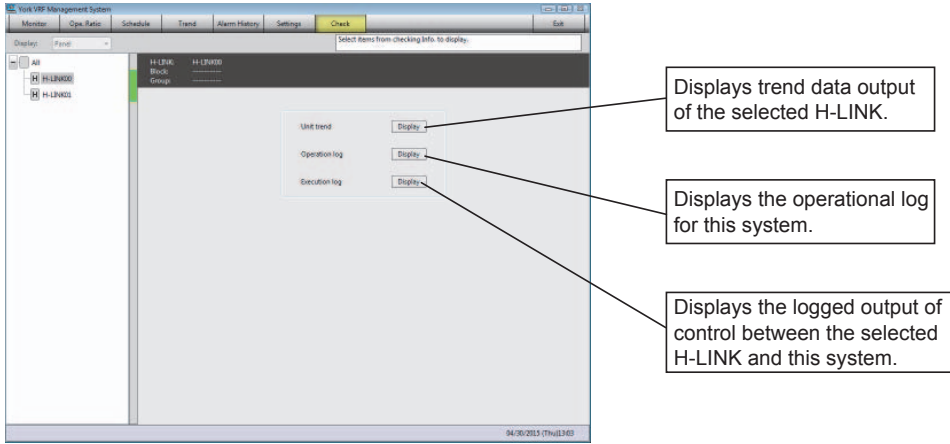 York VRF Management System
Monitor Ope. Ratio Schedule Trend Alarm History Settings Check Exit
Display: Panel
Select items from checking Info. to display.
All
H H-LINK00
H H-LINK01
H-LINK: H-LINK00
Block: ----------
Group: ----------
Unit trend Display
Operation log Display
Execution log Display
04/30/2015 (Thu)13:03
Displays trend data output
of the selected H-LINK.
Displays the operational log
for this system.
Displays the logged output of
control between the selected
H-LINK and this system.